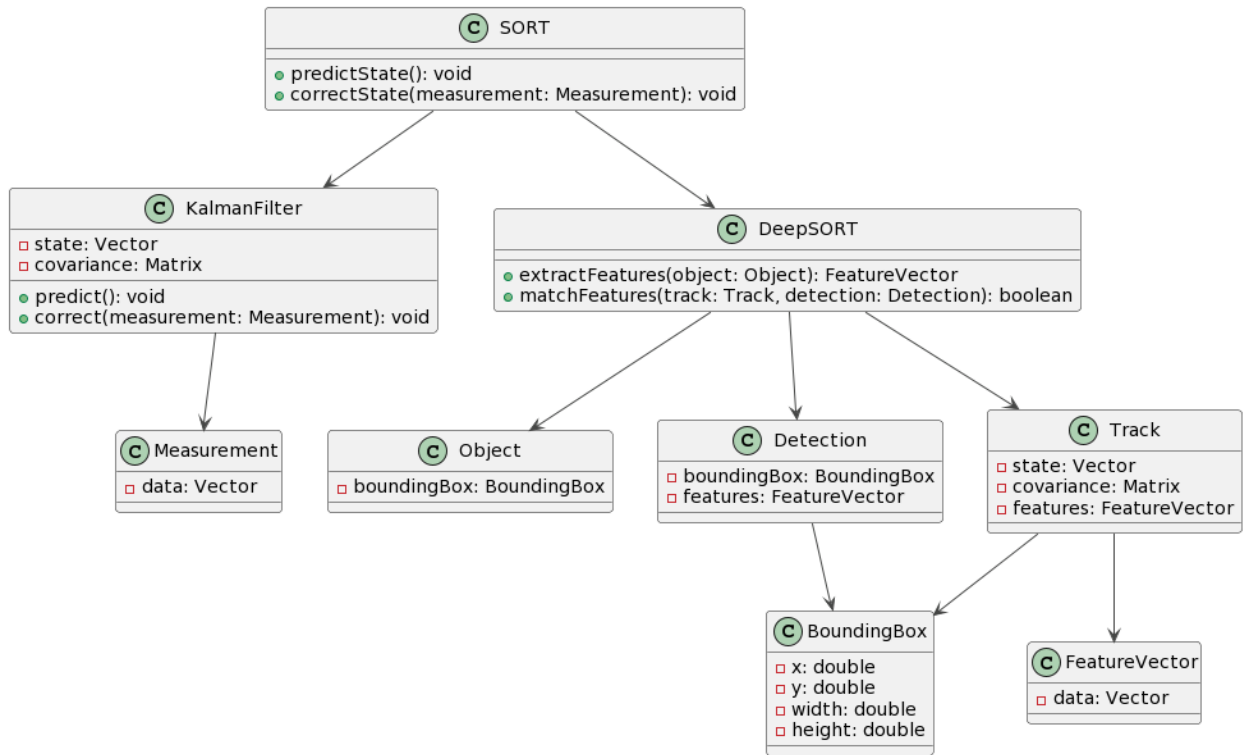 C SORT
predictState(): void
correctState(measurement: Measurement): void
C KalmanFilter
state: Vector
covariance: Matrix
predict(): void
correct(measurement: Measurement): void
C DeepSORT
extractFeatures(object: Object): FeatureVector
matchFeatures(track: Track, detection: Detection): boolean
C Measurement
data: Vector
C Object
boundingBox: BoundingBox
C Detection
boundingBox: BoundingBox
features: FeatureVector
C Track
state: Vector
covariance: Matrix
features: FeatureVector
C BoundingBox
x: double
y: double
width: double
height: double
C FeatureVector
data: Vector